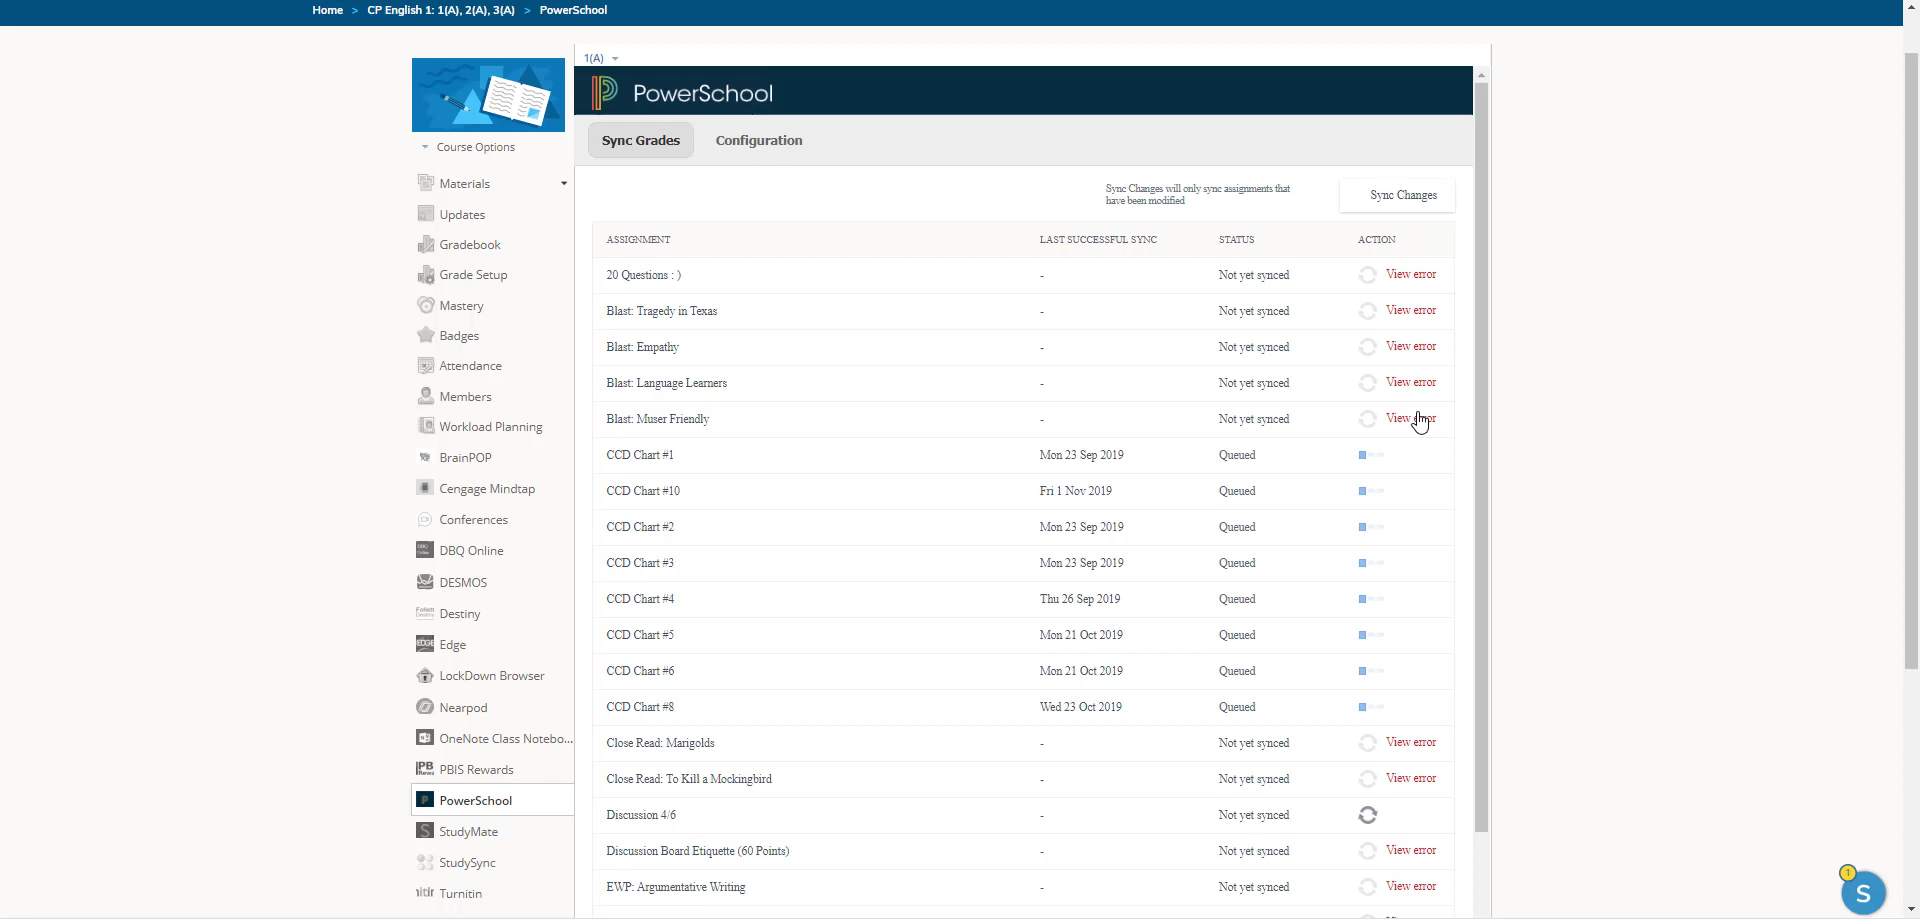 Home > CP English 1: 1(A), 2(A), 3(A) > PowerSchool
1(A)
PowerSchool
Sync Grades Configuration
Sync Changes will only sync assignments that
have been modified
Sync Changes
Course Options
Materials
Updates
Gradebook
Grade Setup
Mastery
Badges
Attendance
Members
Workload Planning
BrainPOP
Cengage Mindtap
Conferences
DBQ Online
DESMOS
Destiny
Edge
LockDown Browser
Nearpod
OneNote Class Notebo...
PBIS Rewards
PowerSchool
StudyMate
StudySync
Turnitin
ASSIGNMENT LAST SUCCESSFUL SYNC STATUS ACTION
20 Questions : ) - Not yet synced View error
Blast: Tragedy in Texas - Not yet synced View error
Blast: Empathy - Not yet synced View error
Blast: Language Learners - Not yet synced View error
Blast: Muser Friendly - Not yet synced View error
CCD Chart #1 Mon 23 Sep 2019 Queued
CCD Chart #10 Fri 1 Nov 2019 Queued
CCD Chart #2 Mon 23 Sep 2019 Queued
CCD Chart #3 Mon 23 Sep 2019 Queued
CCD Chart #4 Thu 26 Sep 2019 Queued
CCD Chart #5 Mon 21 Oct 2019 Queued
CCD Chart #6 Mon 21 Oct 2019 Queued
CCD Chart #8 Wed 23 Oct 2019 Queued
Close Read: Marigolds - Not yet synced View error
Close Read: To Kill a Mockingbird - Not yet synced View error
Discussion 4/6 - Not yet synced
Discussion Board Etiquette (60 Points) - Not yet synced View error
EWP: Argumentative Writing - Not yet synced View error
1
S